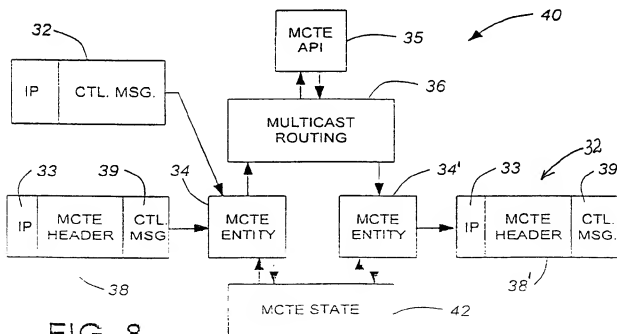 40
32
MCTE
API
35
36
IP
CTL. MSG.
MULTICAST
ROUTING
33
39
34
34'
32
33
39
IP
MCTE
HEADER
CTL.
MSG
MCTE
ENTITY
MCTE
ENTITY
IP
MCTE
HEADER
CTL.
MSG.
38
38'
MCTE STATE
42
FIG. 8